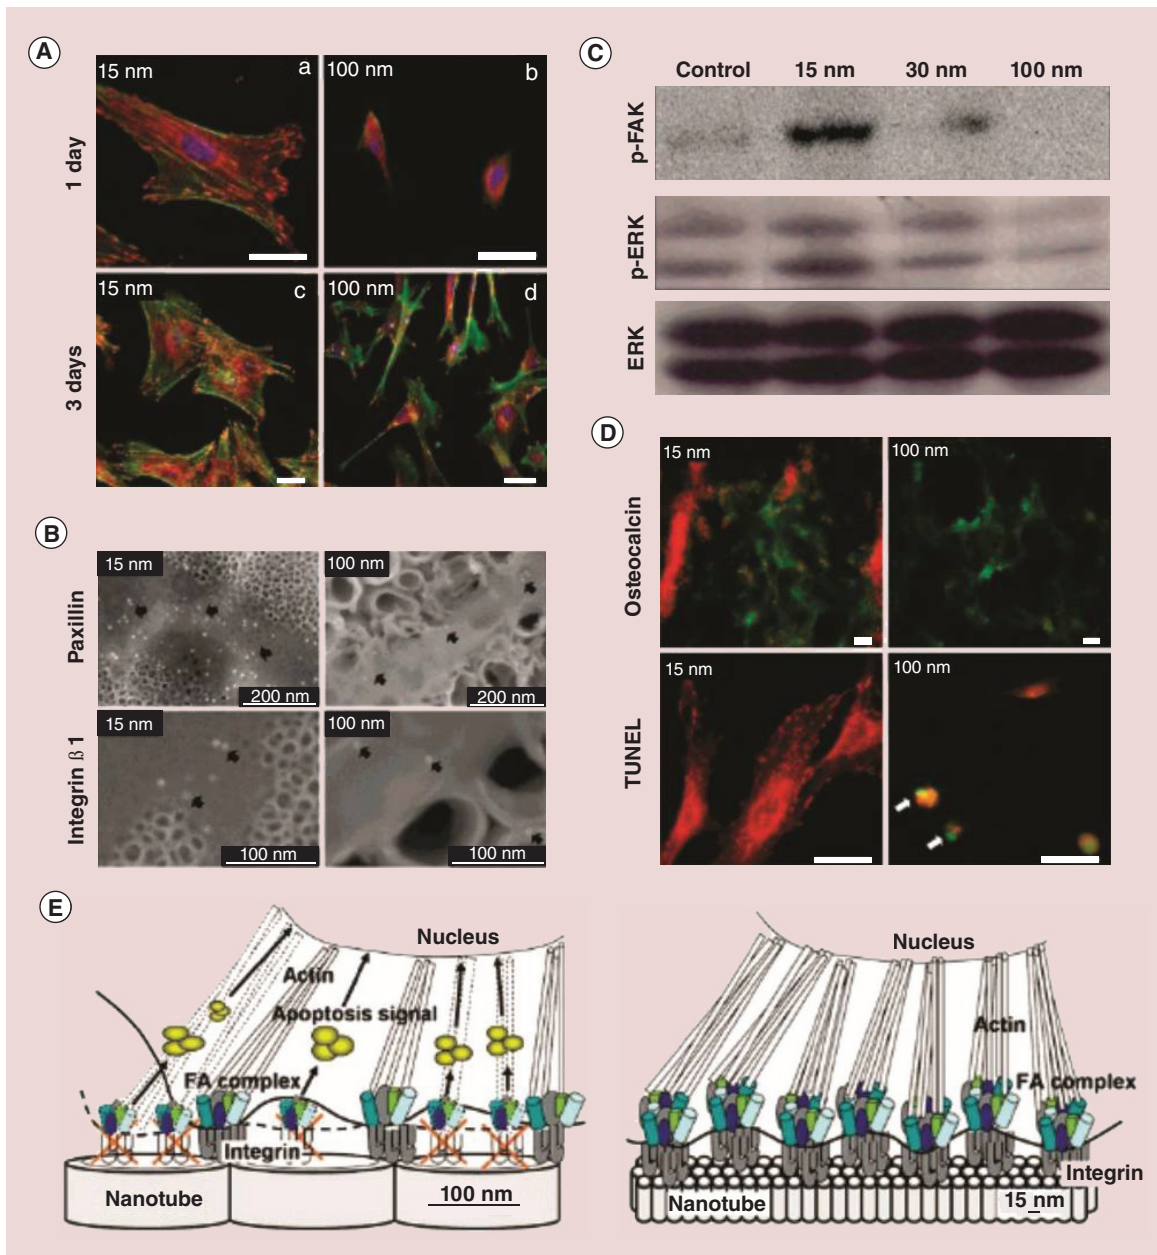 A
15 nm
a
100 nm
b
1 day
15 nm
c
100 nm
d
3 days
B
15 nm
100 nm
Paxillin
200 nm
200 nm
15 nm
100 nm
Integrin ß 1
100 nm
100 nm
C
Control 15 nm 30 nm 100 nm
p-FAK
p-ERK
ERK
D
15 nm
100 nm
Osteocalcin
15 nm
100 nm
TUNEL
E
Nucleus
Actin
Apoptosis signal
FA complex
Integrin
Nanotube
100 nm
Nucleus
Actin
FA complex
Integrin
Nanotube
15 nm